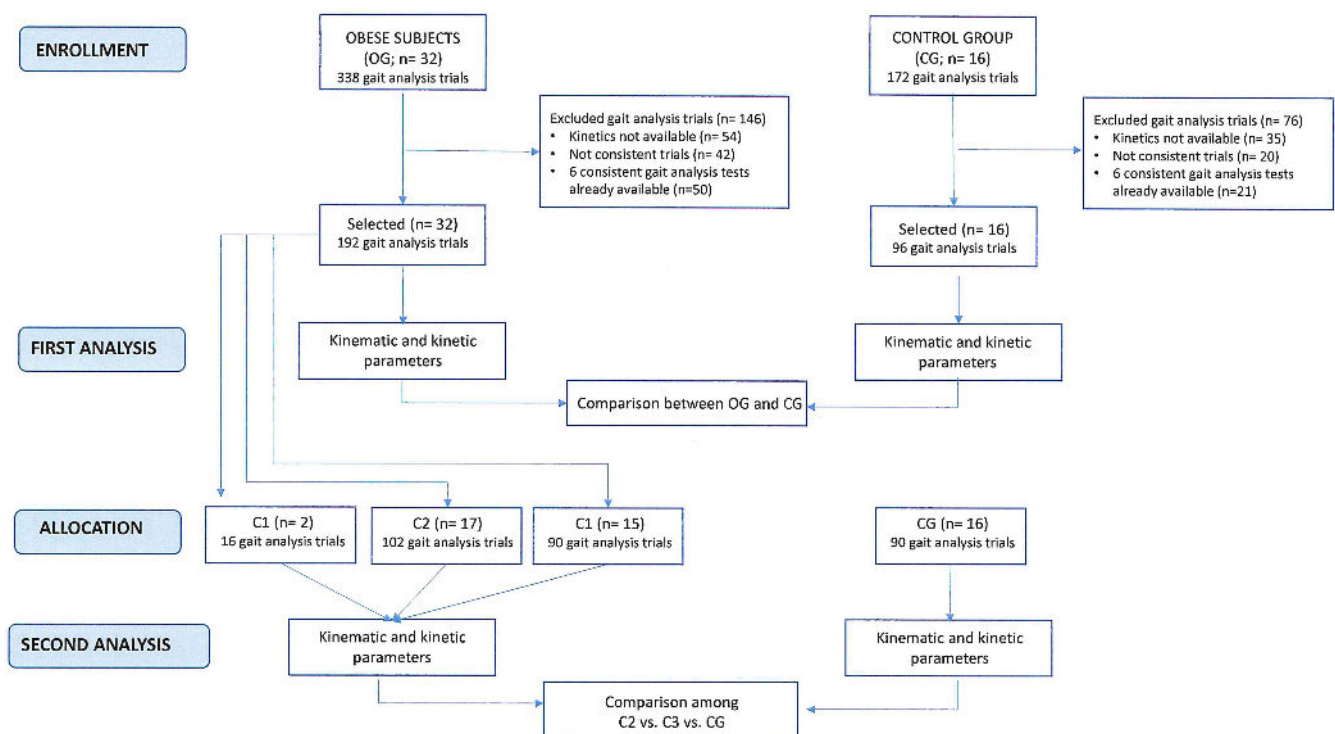 ENROLLMENT
OBESE SUBJECTS
(OG; n= 32)
338 gait analysis trials
CONTROL GROUP
(CG; n= 16)
172 gait analysis trials
Excluded gait analysis trials (n= 146)
• Kinetics not available (n= 54)
• Not consistent trials (n= 42)
• 6 consistent gait analysis tests
already available (n=50)
Excluded gait analysis trials (n= 76)
• Kinetics not available (n= 35)
• Not consistent trials (n= 20)
• 6 consistent gait analysis tests
already available (n=21)
Selected (n= 32)
192 gait analysis trials
Selected (n= 16)
96 gait analysis trials
FIRST ANALYSIS
Kinematic and kinetic
parameters
Kinematic and kinetic
parameters
Comparison between OG and CG
ALLOCATION
C1 (n= 2)
16 gait analysis trials
C2 (n= 17)
102 gait analysis trials
C1 (n= 15)
90 gait analysis trials
CG (n= 16)
90 gait analysis trials
SECOND ANALYSIS
Kinematic and kinetic
parameters
Kinematic and kinetic
parameters
Comparison among
C2 vs. C3 vs. CG